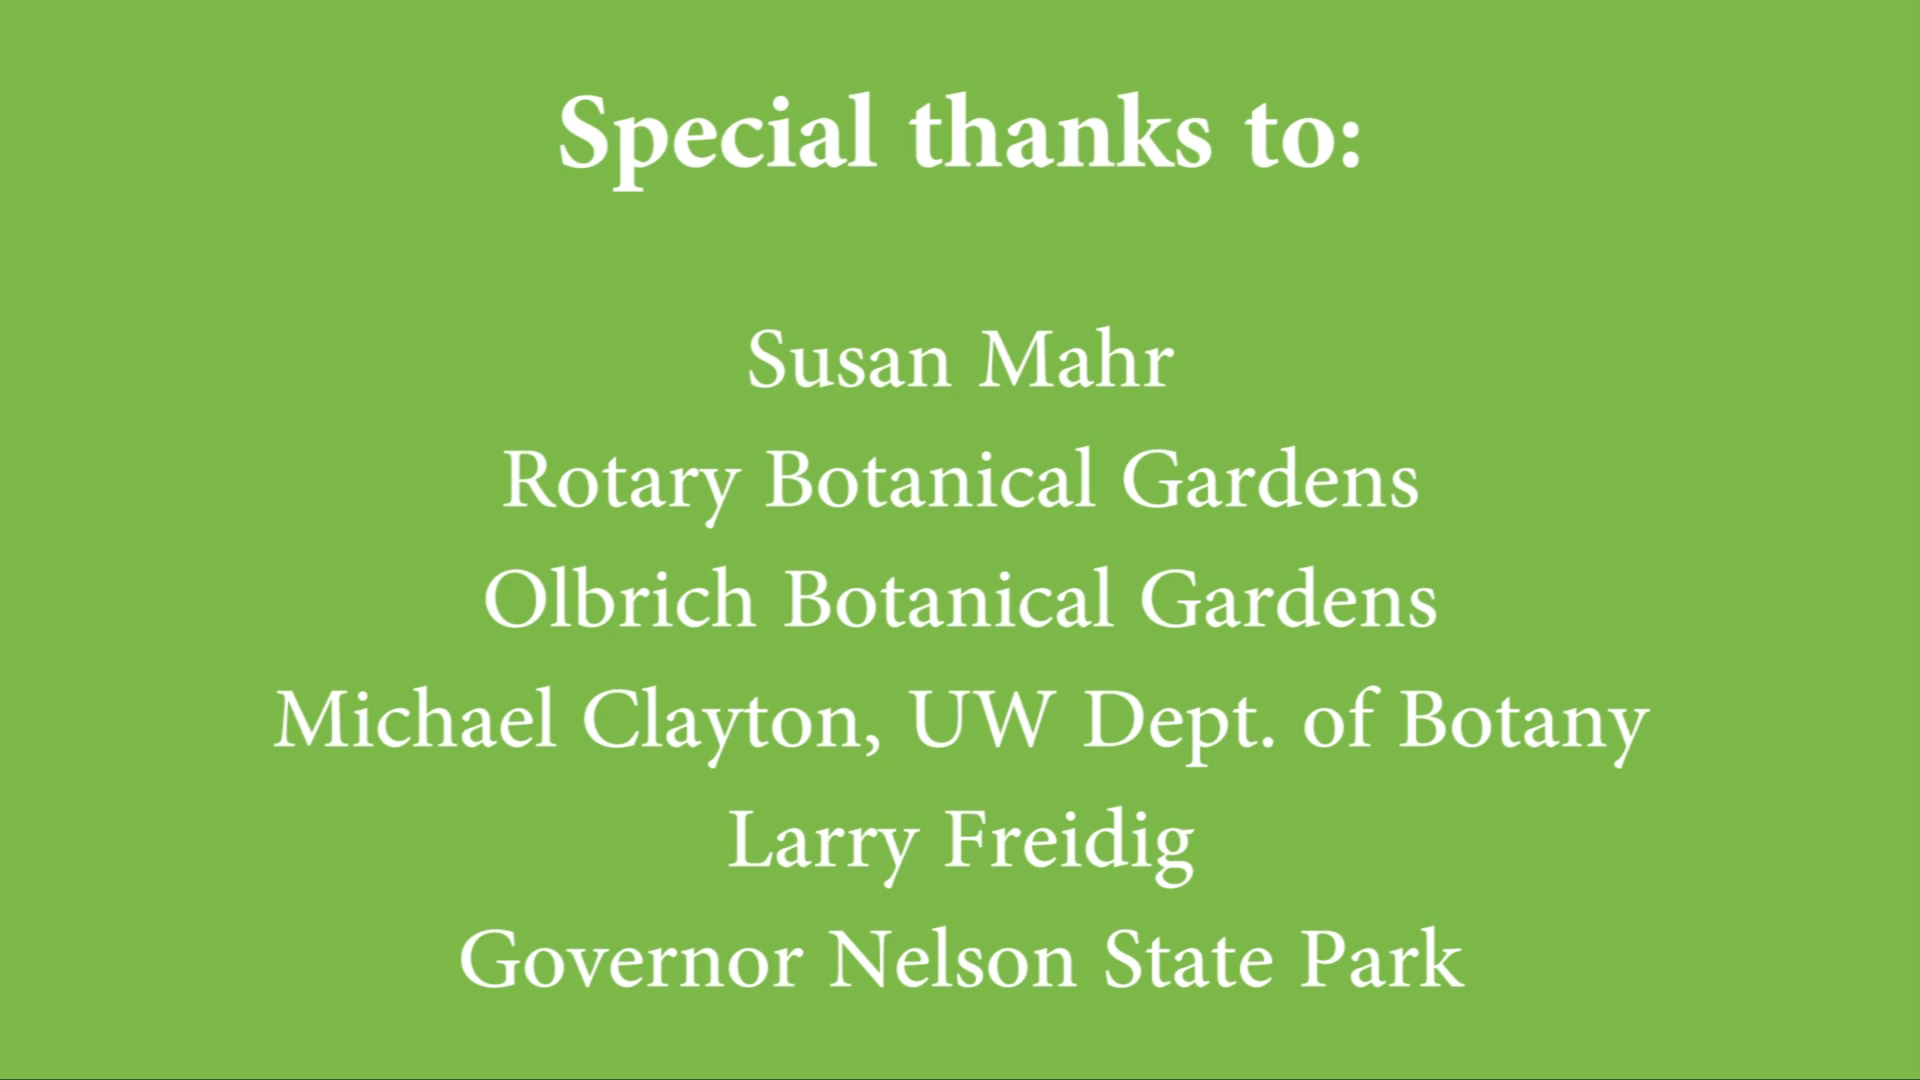 Special thanks to:
Susan Mahr
Rotary Botanical Gardens
Olbrich Botanical Gardens
Michael Clayton, UW Dept. of Botany
Larry Freidig
Governor Nelson State Park